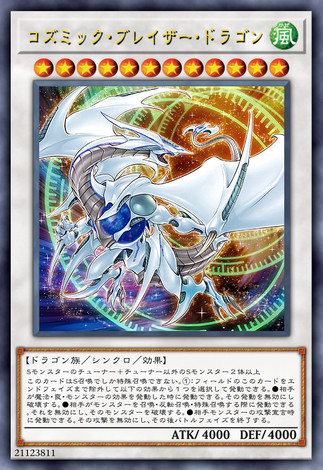 コズミック・ブレイザー・ドラゴン
風
【ドラゴン族／シンクロ／効果】
Sモンスターのチューナー＋チューナー以外のSモンスター２体以上
このカードはS召喚でしか特殊召喚できない。①：フィールドのこのカードをエ
ンドフェイズまで除外して以下の効果から１つを選択して発動できる。●相手
が魔法・罠・モンスターの効果を発動した時に発動できる。その発動を無効にし
破壊する。●相手がモンスターを召喚・反転召喚・特殊召喚する際に発動できる
。それを無効にし、そのモンスターを破壊する。●相手モンスターの攻撃宣言時
に発動できる。その攻撃を無効にし、その後バトルフェイズを終了する。
ATK/ 4000 DEF/ 4000
21123811